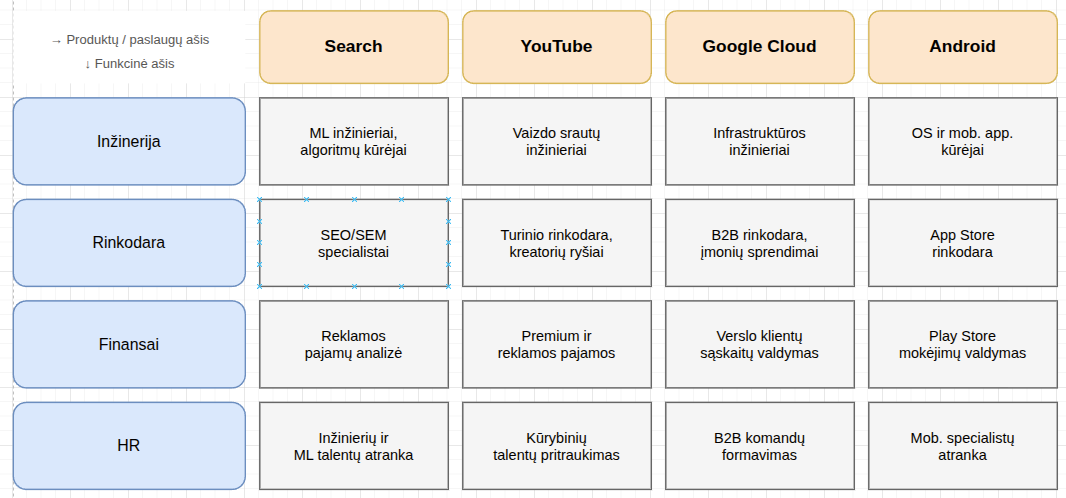 → Produktų / paslaugų ašis
↓ Funkcinė ašis
Search
YouTube
Google Cloud
Android
Inžinerija
ML inžinieriai,
algoritmų kūrėjai
Vaizdo srautų
inžinieriai
Infrastruktūros
inžinieriai
OS ir mob. app.
kūrėjai
Rinkodara
SEO/SEM
specialistai
Turinio rinkodara,
kreatorių ryšiai
B2B rinkodara,
įmonių sprendimai
App Store
rinkodara
Finansai
Reklamos
pajamų analizė
Premium ir
reklamos pajamos
Verslo klientų
sąskaitų valdymas
Play Store
mokėjimų valdymas
HR
Inžinierių ir
ML talentų atranka
Kūrybinių
talentų pritraukimas
B2B komandų
formavimas
Mob. specialistų
atranka